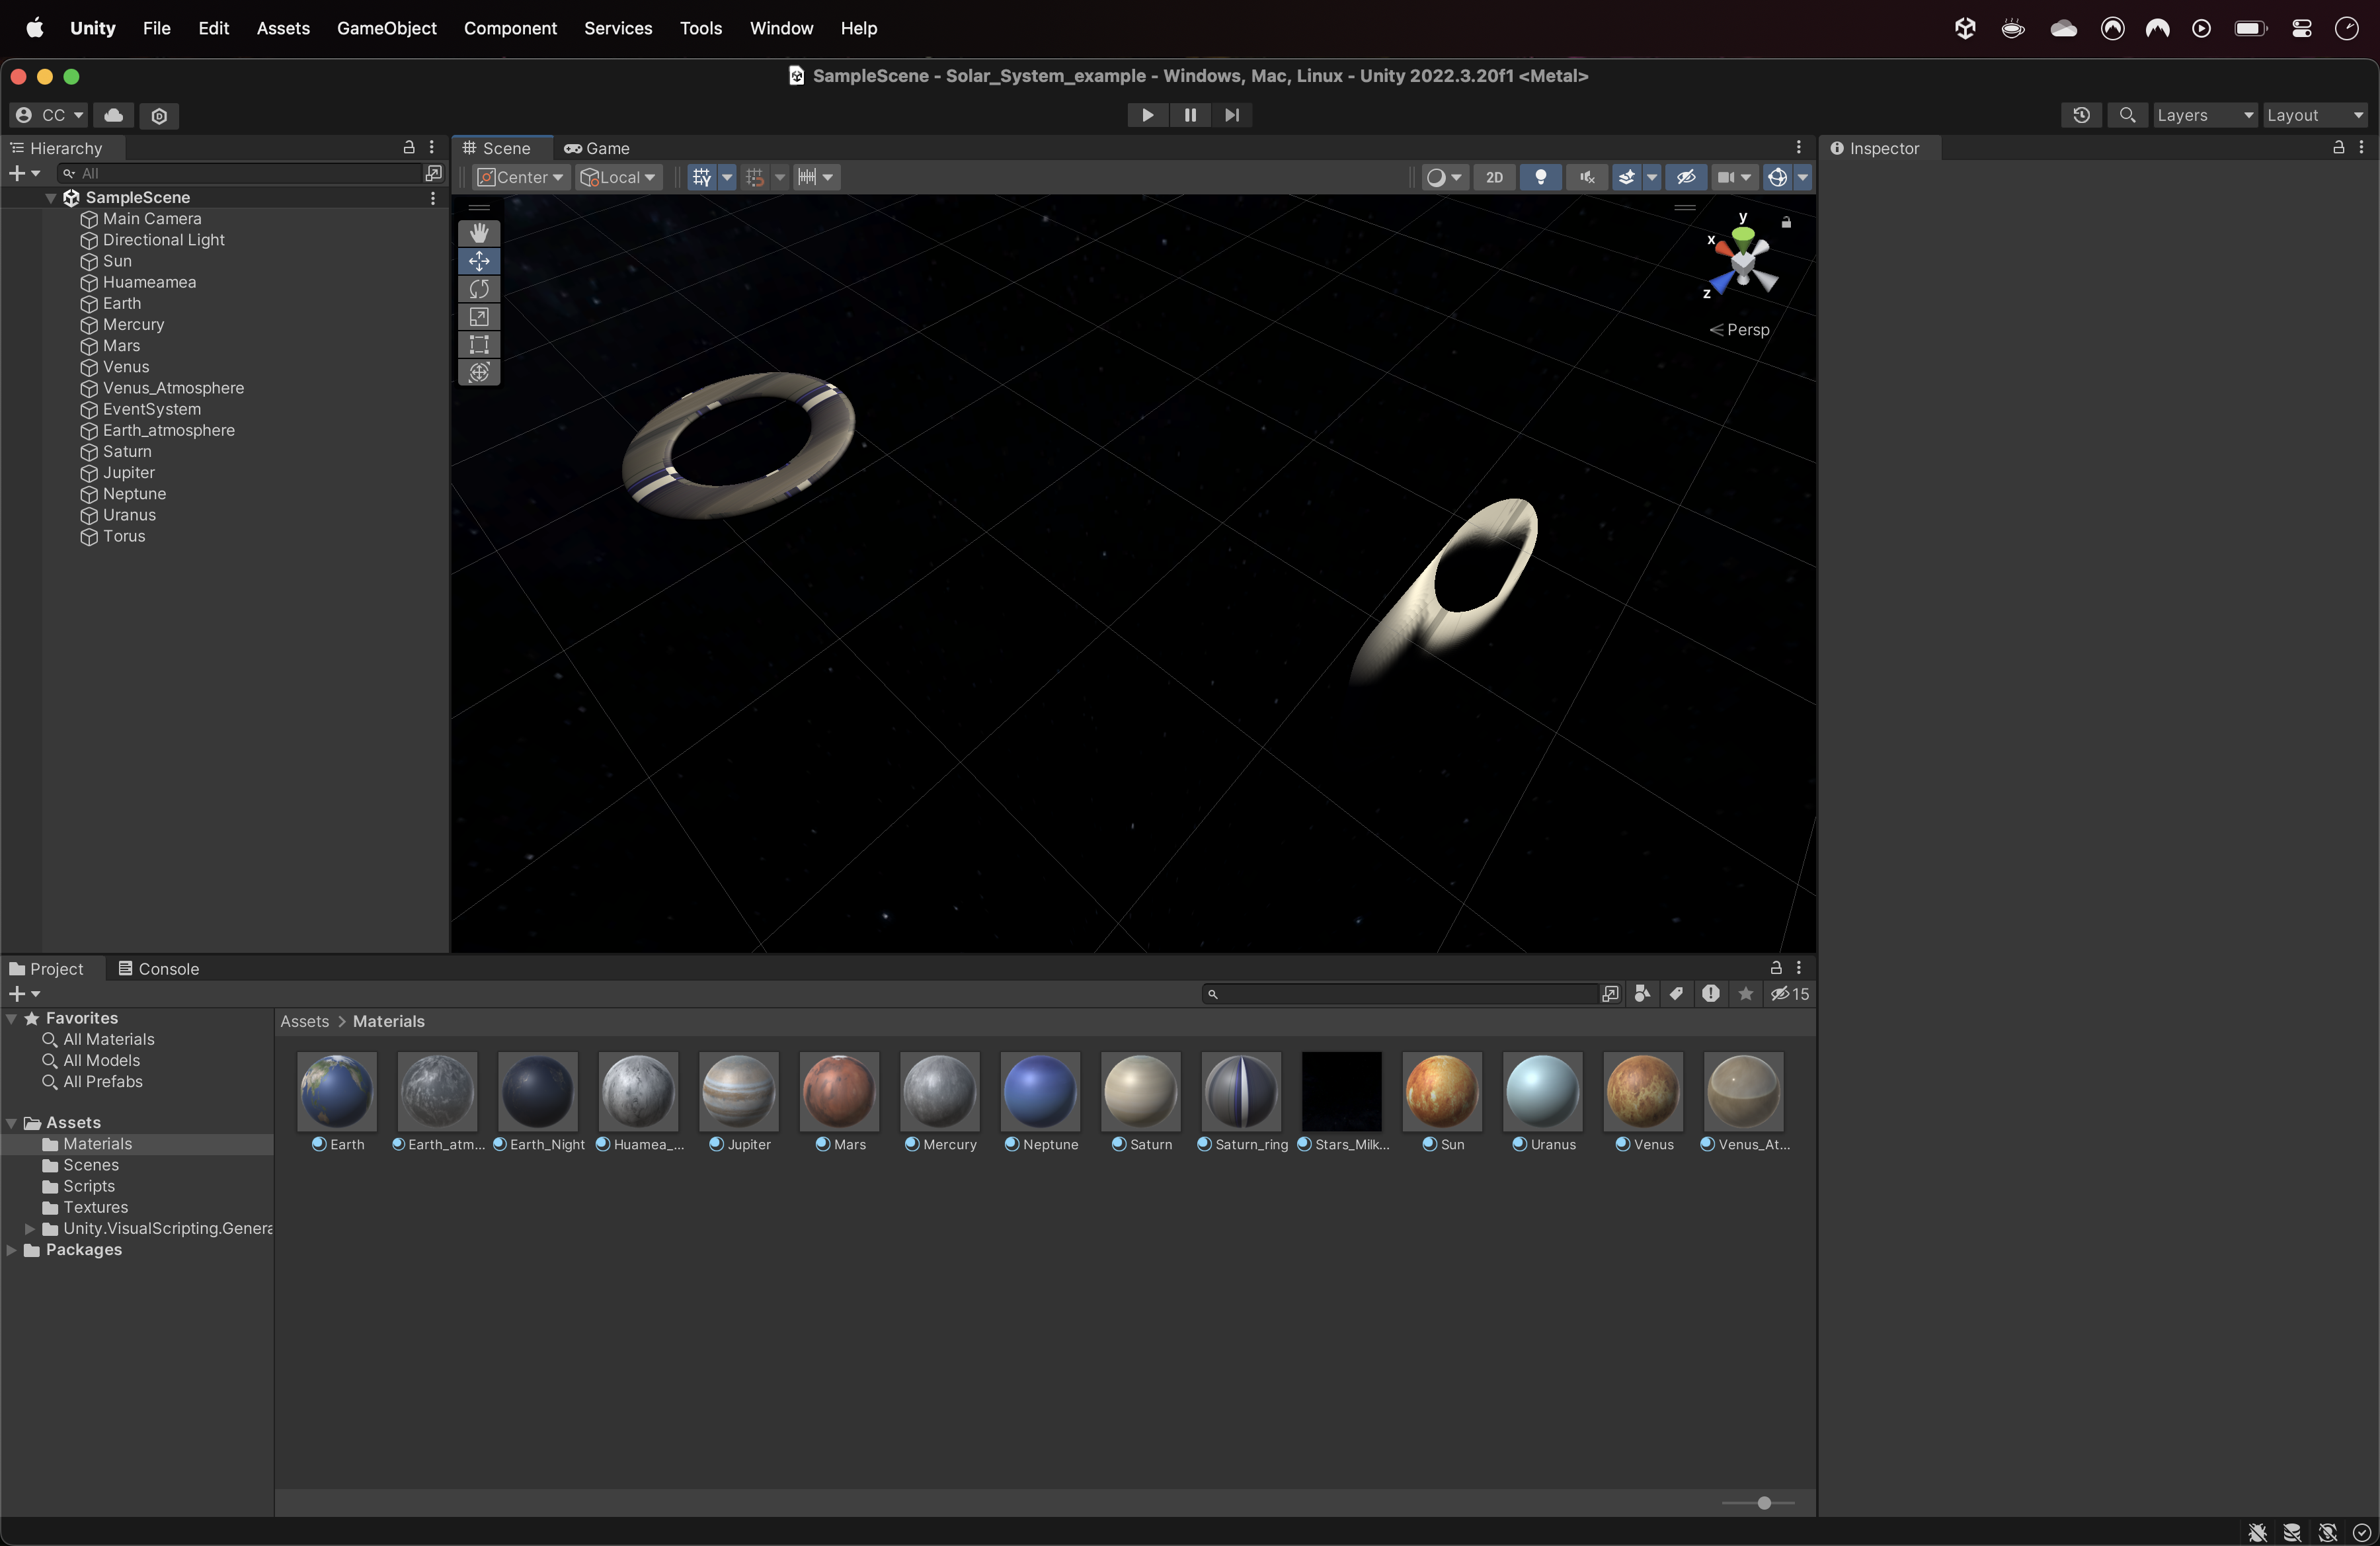 Unity File Edit Assets GameObject Component Services Tools Window Help
SampleScene - Solar_System_example - Windows, Mac, Linux - Unity 2022.3.20f1 <Metal>
CC Layers Layout
Hierarchy
All
SampleScene
Main Camera
Directional Light
Sun
Huameamea
Earth
Mercury
Mars
Venus
Venus_Atmosphere
EventSystem
Earth_atmosphere
Saturn
Jupiter
Neptune
Uranus
Torus
Scene Game
Center Local 2D
y
x
z
Persp
Inspector
Project Console
15
Favorites
All Materials
All Models
All Prefabs
Assets
Materials
Scenes
Scripts
Textures
Unity.VisualScripting.Genera
Packages
Assets > Materials
Earth Earth_atm... Earth_Night Huamea_... Jupiter Mars Mercury Neptune Saturn Saturn_ring Stars_Milk... Sun Uranus Venus Venus_At...